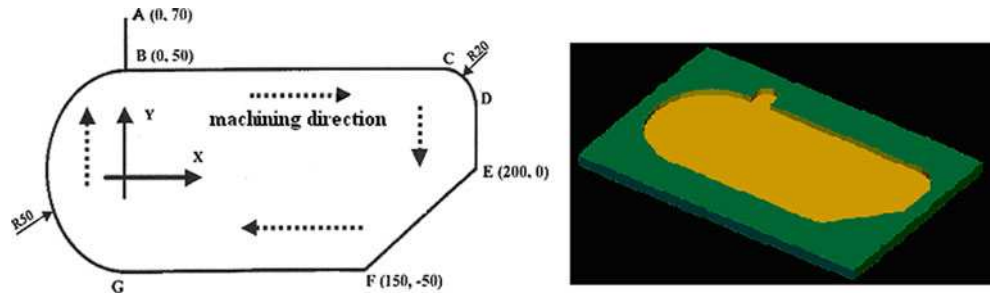 A (0, 70)
B (0, 50)
C
R20
D
Y
machining direction
X
E (200, 0)
R50
F (150, -50)
G